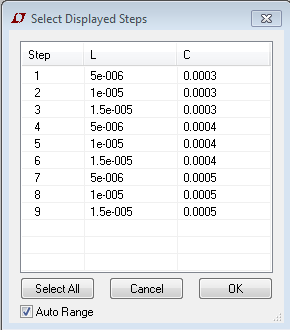 Select Displayed Steps
Step L C
1 5e-006 0.0003
2 1e-005 0.0003
3 1.5e-005 0.0003
4 5e-006 0.0004
5 1e-005 0.0004
6 1.5e-005 0.0004
7 5e-006 0.0005
8 1e-005 0.0005
9 1.5e-005 0.0005
Select All Cancel OK
Auto Range